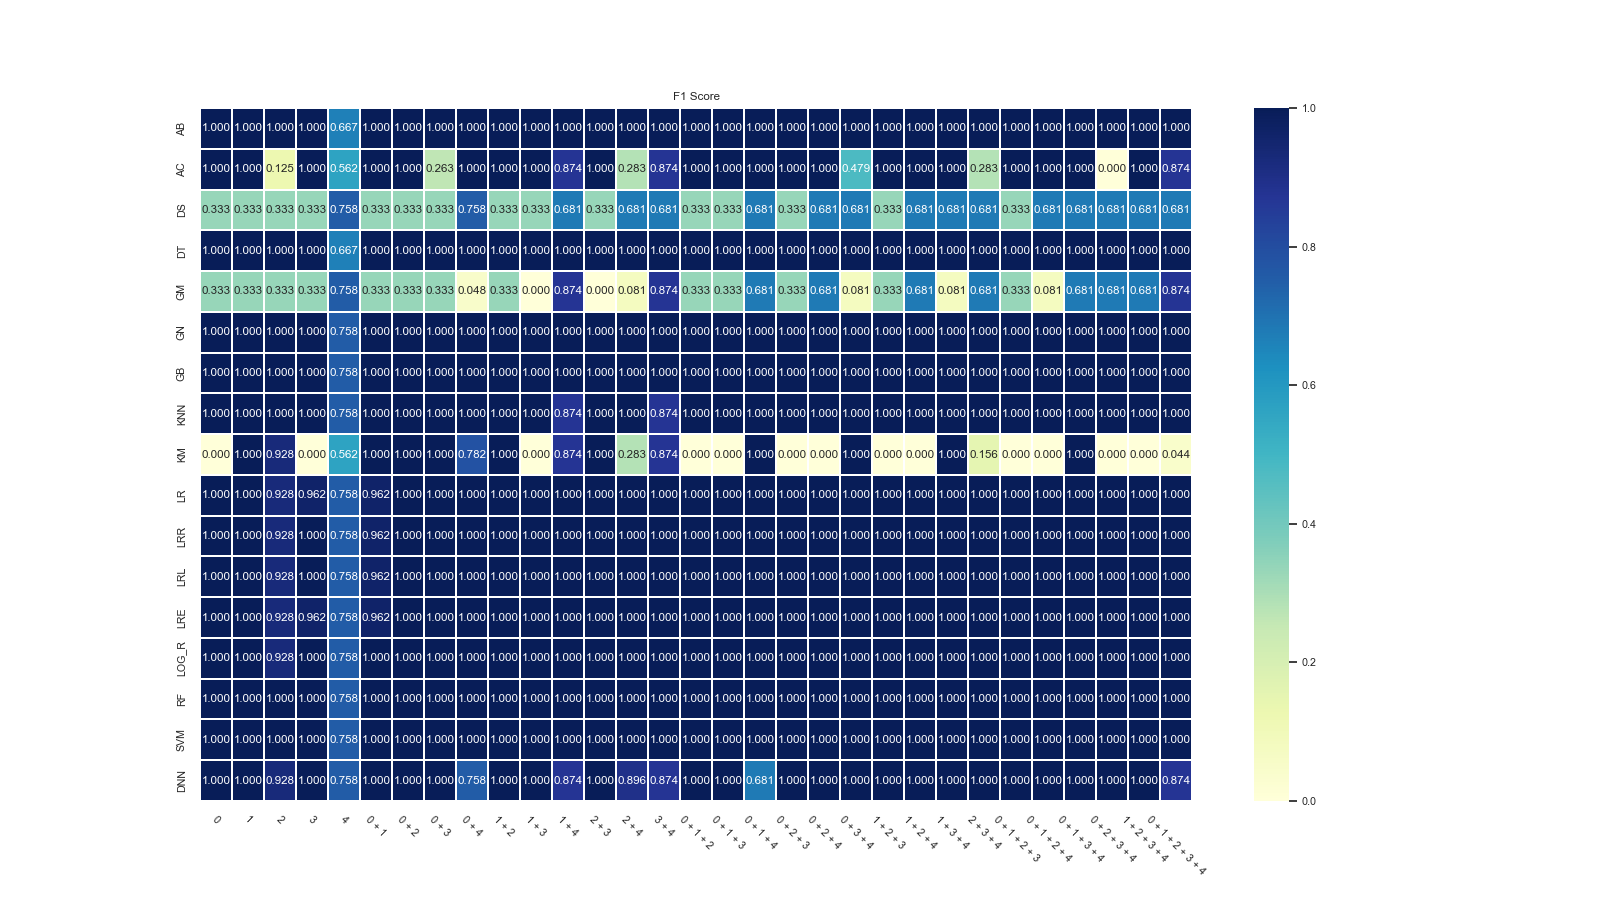 F1 Score
AB 1.000 1.000 1.000 1.000 0.667 1.000 1.000 1.000 1.000 1.000 1.000 1.000 1.000 1.000 1.000 1.000 1.000 1.000 1.000 1.000 1.000 1.000 1.000 1.000 1.000 1.000 1.000 1.000 1.000 1.000 1.000
AC 1.000 1.000 0.125 1.000 0.562 1.000 1.000 0.263 1.000 1.000 1.000 0.874 1.000 0.283 0.874 1.000 1.000 1.000 1.000 1.000 0.479 1.000 1.000 1.000 0.283 1.000 1.000 1.000 0.000 1.000 0.874
DS 0.333 0.333 0.333 0.333 0.758 0.333 0.333 0.333 0.758 0.333 0.333 0.681 0.333 0.681 0.681 0.333 0.333 0.681 0.333 0.681 0.681 0.333 0.681 0.681 0.681 0.333 0.681 0.681 0.681 0.681 0.681
DT 1.000 1.000 1.000 1.000 0.667 1.000 1.000 1.000 1.000 1.000 1.000 1.000 1.000 1.000 1.000 1.000 1.000 1.000 1.000 1.000 1.000 1.000 1.000 1.000 1.000 1.000 1.000 1.000 1.000 1.000 1.000
GM 0.333 0.333 0.333 0.333 0.758 0.333 0.333 0.333 0.048 0.333 0.000 0.874 0.000 0.081 0.874 0.333 0.333 0.681 0.333 0.681 0.081 0.333 0.681 0.081 0.681 0.333 0.081 0.681 0.681 0.681 0.874
GN 1.000 1.000 1.000 1.000 0.758 1.000 1.000 1.000 1.000 1.000 1.000 1.000 1.000 1.000 1.000 1.000 1.000 1.000 1.000 1.000 1.000 1.000 1.000 1.000 1.000 1.000 1.000 1.000 1.000 1.000 1.000
GB 1.000 1.000 1.000 1.000 0.758 1.000 1.000 1.000 1.000 1.000 1.000 1.000 1.000 1.000 1.000 1.000 1.000 1.000 1.000 1.000 1.000 1.000 1.000 1.000 1.000 1.000 1.000 1.000 1.000 1.000 1.000
KNN 1.000 1.000 1.000 1.000 0.758 1.000 1.000 1.000 1.000 1.000 1.000 0.874 1.000 1.000 0.874 1.000 1.000 1.000 1.000 1.000 1.000 1.000 1.000 1.000 1.000 1.000 1.000 1.000 1.000 1.000 1.000
KM 0.000 1.000 0.928 0.000 0.562 1.000 1.000 1.000 0.782 1.000 0.000 0.874 1.000 0.283 0.874 0.000 0.000 1.000 0.000 0.000 1.000 0.000 0.000 1.000 0.156 0.000 0.000 1.000 0.000 0.000 0.044
LR 1.000 1.000 0.928 0.962 0.758 0.962 1.000 1.000 1.000 1.000 1.000 1.000 1.000 1.000 1.000 1.000 1.000 1.000 1.000 1.000 1.000 1.000 1.000 1.000 1.000 1.000 1.000 1.000 1.000 1.000 1.000
LRR 1.000 1.000 0.928 1.000 0.758 0.962 1.000 1.000 1.000 1.000 1.000 1.000 1.000 1.000 1.000 1.000 1.000 1.000 1.000 1.000 1.000 1.000 1.000 1.000 1.000 1.000 1.000 1.000 1.000 1.000 1.000
LRL 1.000 1.000 0.928 1.000 0.758 0.962 1.000 1.000 1.000 1.000 1.000 1.000 1.000 1.000 1.000 1.000 1.000 1.000 1.000 1.000 1.000 1.000 1.000 1.000 1.000 1.000 1.000 1.000 1.000 1.000 1.000
LRE 1.000 1.000 0.928 0.962 0.758 0.962 1.000 1.000 1.000 1.000 1.000 1.000 1.000 1.000 1.000 1.000 1.000 1.000 1.000 1.000 1.000 1.000 1.000 1.000 1.000 1.000 1.000 1.000 1.000 1.000 1.000
LOG_R 1.000 1.000 0.928 1.000 0.758 1.000 1.000 1.000 1.000 1.000 1.000 1.000 1.000 1.000 1.000 1.000 1.000 1.000 1.000 1.000 1.000 1.000 1.000 1.000 1.000 1.000 1.000 1.000 1.000 1.000 1.000
RF 1.000 1.000 1.000 1.000 0.758 1.000 1.000 1.000 1.000 1.000 1.000 1.000 1.000 1.000 1.000 1.000 1.000 1.000 1.000 1.000 1.000 1.000 1.000 1.000 1.000 1.000 1.000 1.000 1.000 1.000 1.000
SVM 1.000 1.000 1.000 1.000 0.758 1.000 1.000 1.000 1.000 1.000 1.000 1.000 1.000 1.000 1.000 1.000 1.000 1.000 1.000 1.000 1.000 1.000 1.000 1.000 1.000 1.000 1.000 1.000 1.000 1.000 1.000
DNN 1.000 1.000 0.928 1.000 0.758 1.000 1.000 1.000 0.758 1.000 1.000 0.874 1.000 0.896 0.874 1.000 1.000 0.681 1.000 1.000 1.000 1.000 1.000 1.000 1.000 1.000 1.000 1.000 1.000 1.000 0.874
0
1
2
3
4
0 + 1
0 + 2
0 + 3
0 + 4
1 + 2
1 + 3
1 + 4
2 + 3
2 + 4
3 + 4
0 + 1 + 2
0 + 1 + 3
0 + 1 + 4
0 + 2 + 3
0 + 2 + 4
0 + 3 + 4
1 + 2 + 3
1 + 2 + 4
1 + 3 + 4
2 + 3 + 4
0 + 1 + 2 + 3
0 + 1 + 2 + 4
0 + 1 + 3 + 4
0 + 2 + 3 + 4
1 + 2 + 3 + 4
0 + 1 + 2 + 3 + 4
1.0
0.8
0.6
0.4
0.2
0.0